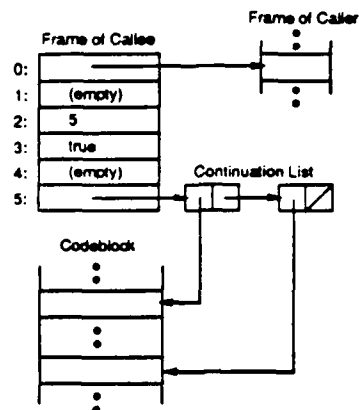 Frame of Caller
Frame of Callee
0:
1: (empty)
2: 5
3: true
4: (empty)
5:
Continuation List
Codeblock